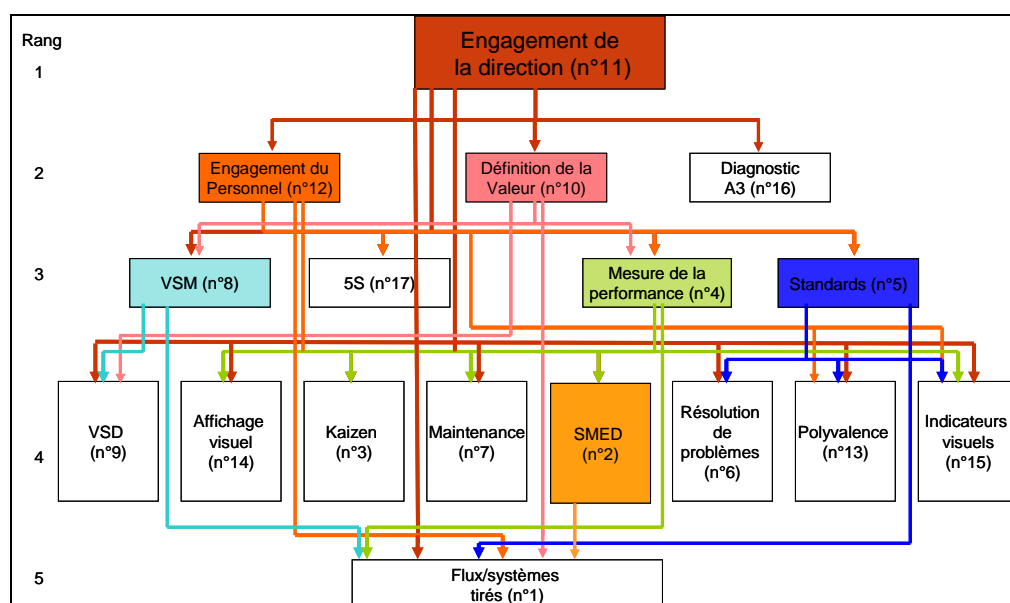 Rang
Engagement de
la direction (n°11)
1
2
Engagement du
Personnel (n°12)
Définition de la
Valeur (n°10)
Diagnostic
A3 (n°16)
3
VSM (n°8)
5S (n°17)
Mesure de la
performance (n°4)
Standards (n°5)
4
VSD
(n°9)
Affichage
visuel
(n°14)
Kaizen
(n°3)
Maintenance
(n°7)
SMED
(n°2)
Résolution
de
problèmes
(n°6)
Polyvalence
(n°13)
Indicateurs
visuels
(n°15)
5
Flux/systèmes
tirés (n°1)